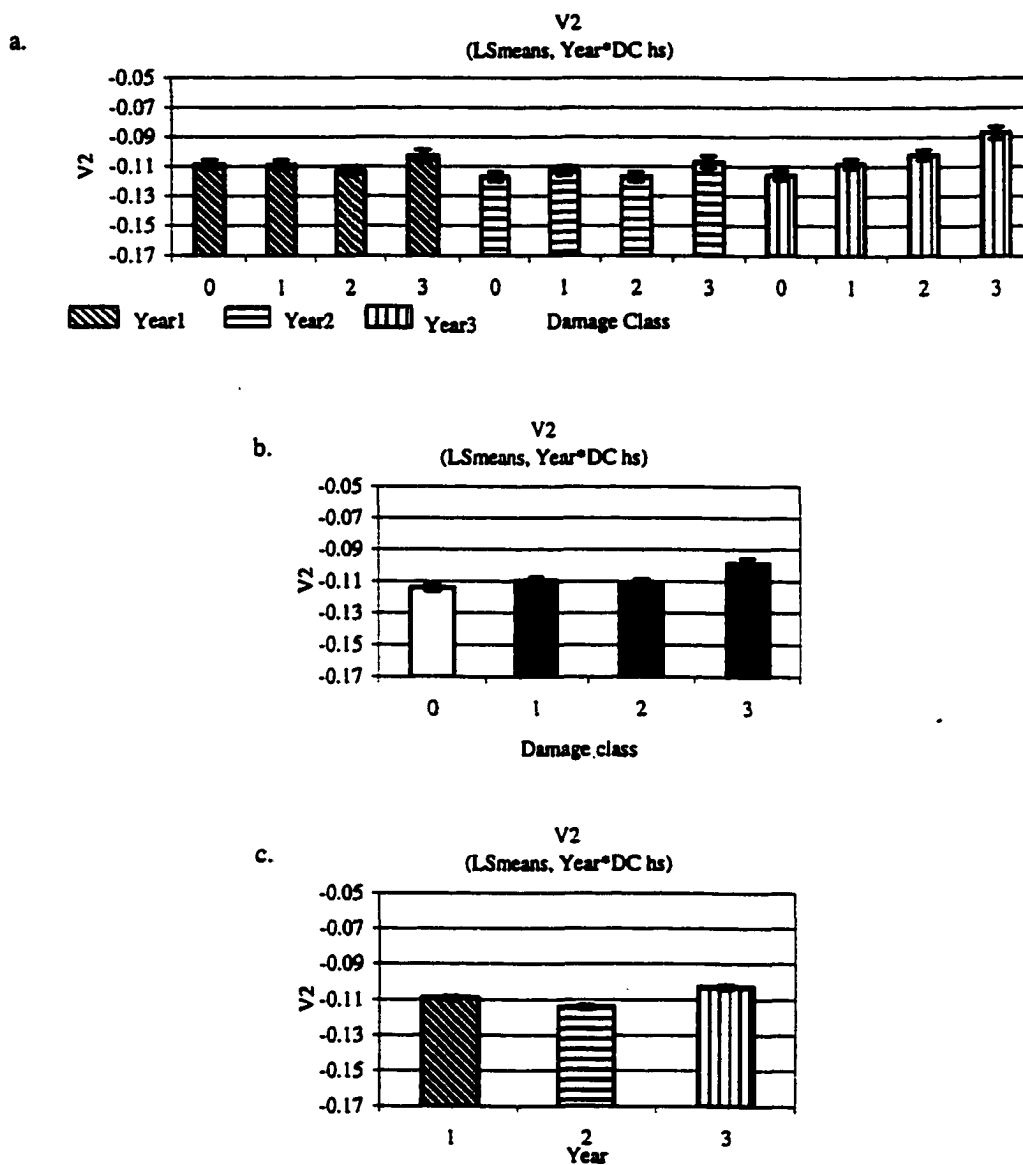 a.
V2
(LSmeans, Year*DC hs)
V2
-0.05
-0.07
-0.09
-0.11
-0.13
-0.15
-0.17
0 1 2 3 0 1 2 3 0 1 2 3
Year1 Year2 Year3 Damage Class
b.
V2
(LSmeans, Year*DC hs)
V2
-0.05
-0.07
-0.09
-0.11
-0.13
-0.15
-0.17
0 1 2 3
Damage class
c.
V2
(LSmeans, Year*DC hs)
V2
-0.05
-0.07
-0.09
-0.11
-0.13
-0.15
-0.17
1 2 3
Year